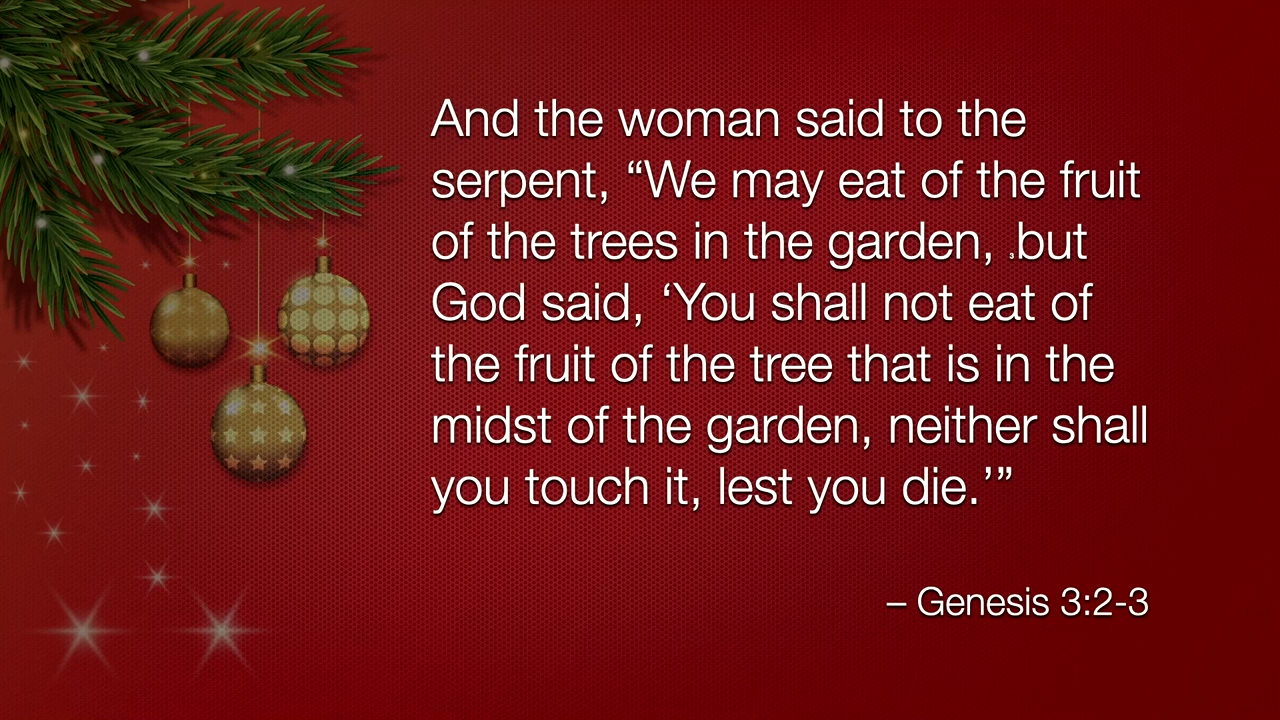 And the woman said to the
serpent, “We may eat of the fruit
of the trees in the garden, 3but
God said, ‘You shall not eat of
the fruit of the tree that is in the
midst of the garden, neither shall
you touch it, lest you die.’”
– Genesis 3:2-3